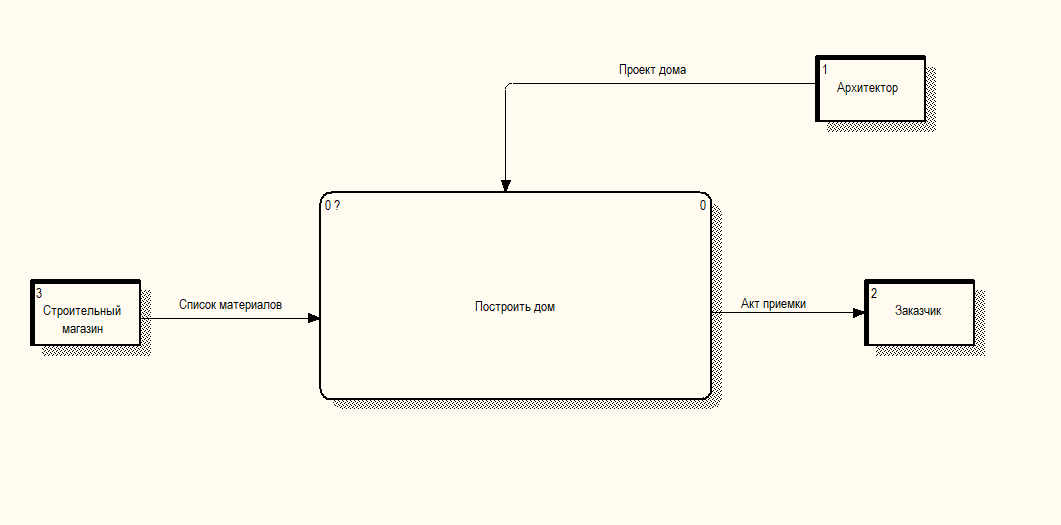 Проект дома
1
Архитектор
0 ?
0
Построить дом
3
Строительный
магазин
Список материалов
Акт приемки
2
Заказчик